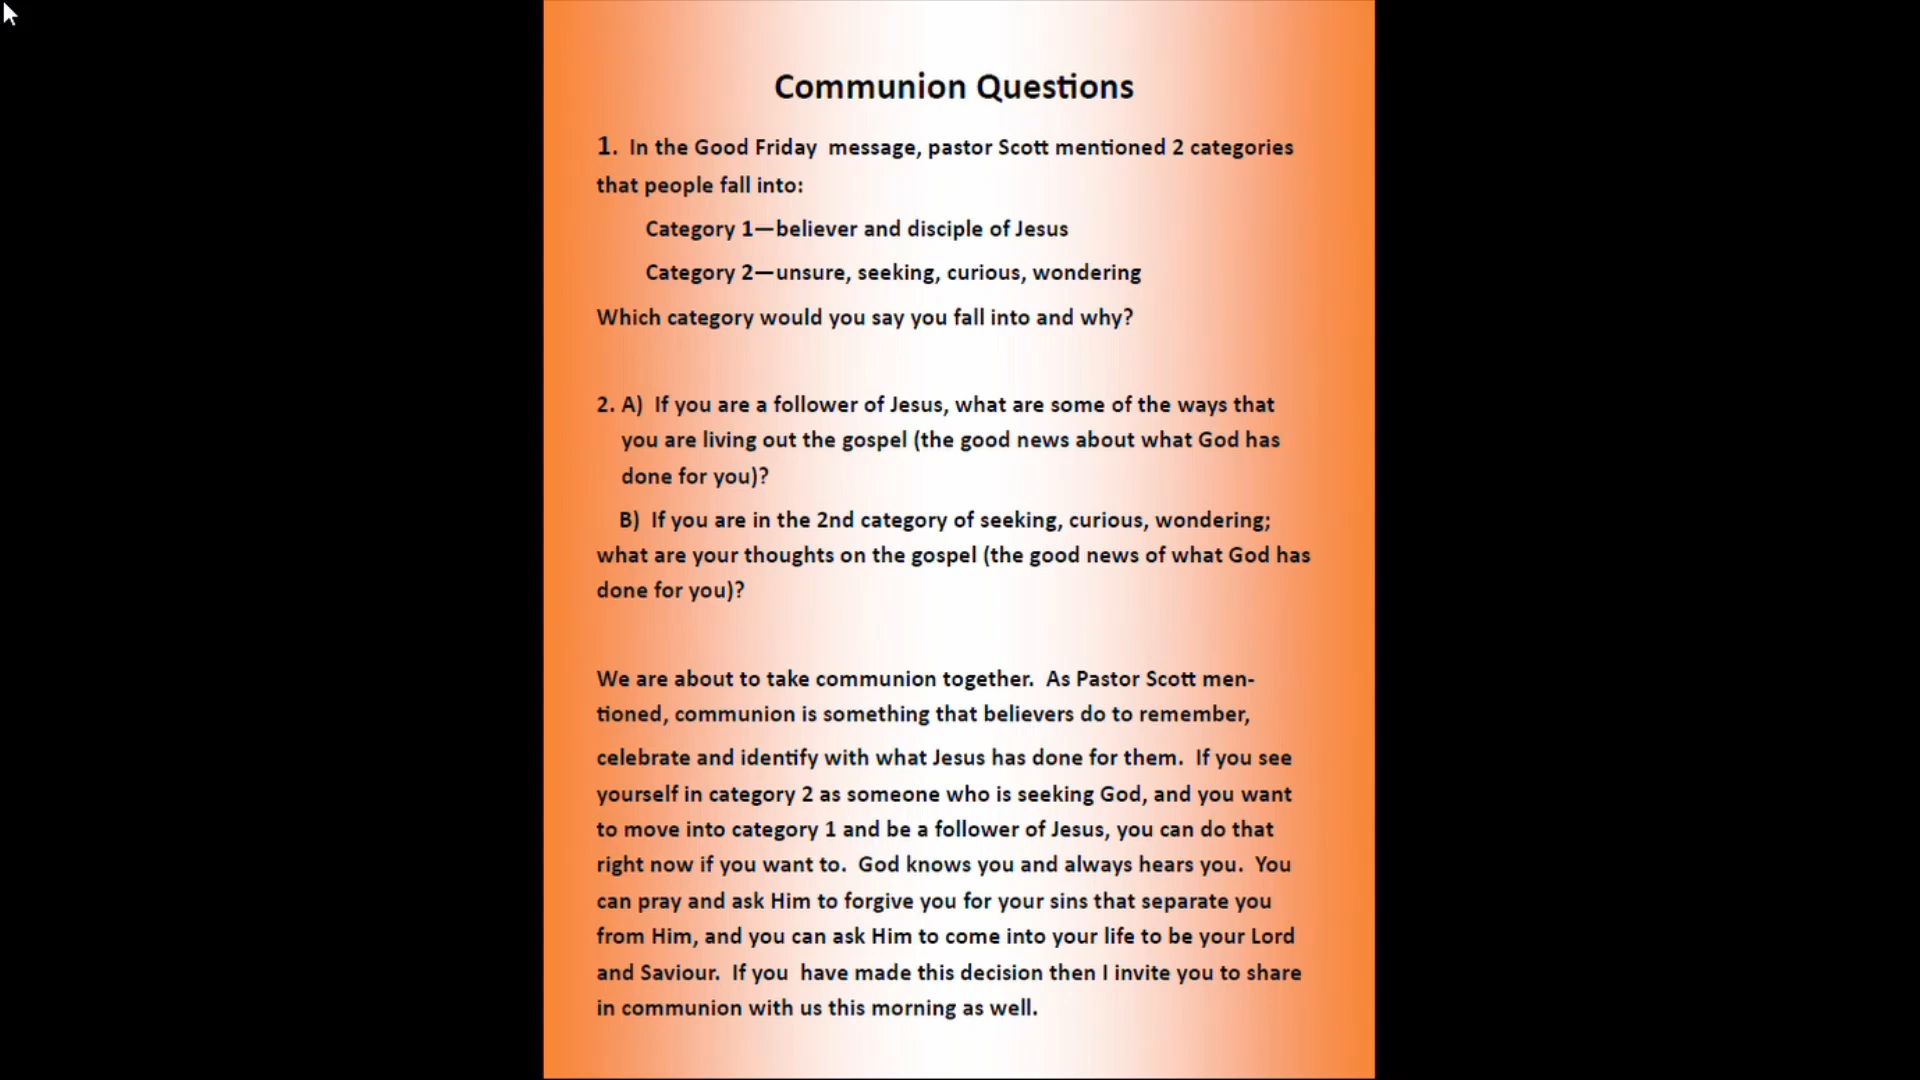 Communion Questions
1. In the Good Friday  message, pastor Scott mentioned 2 categories
that people fall into:
Category 1—believer and disciple of Jesus
Category 2—unsure, seeking, curious, wondering
Which category would you say you fall into and why?
2. A)  If you are a follower of Jesus, what are some of the ways that
you are living out the gospel (the good news about what God has
done for you)?
B)  If you are in the 2nd category of seeking, curious, wondering;
what are your thoughts on the gospel (the good news of what God has
done for you)?
We are about to take communion together.  As Pastor Scott men-
tioned, communion is something that believers do to remember,
celebrate and identify with what Jesus has done for them.  If you see
yourself in category 2 as someone who is seeking God, and you want
to move into category 1 and be a follower of Jesus, you can do that
right now if you want to.  God knows you and always hears you.  You
can pray and ask Him to forgive you for your sins that separate you
from Him, and you can ask Him to come into your life to be your Lord
and Saviour.  If you  have made this decision then I invite you to share
in communion with us this morning as well.